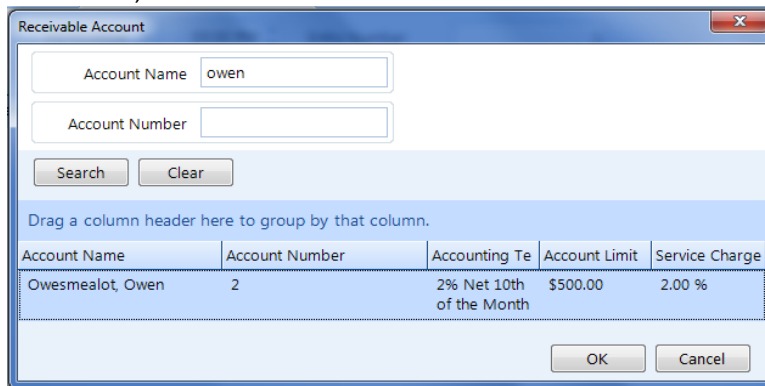 Receivable Account
Account Name owen
Account Number
Search Clear
Drag a column header here to group by that column.
Account Name Account Number Accounting Te Account Limit Service Charge
Owesmealot, Owen 2 2% Net 10th $500.00 2.00 %
of the Month
OK Cancel